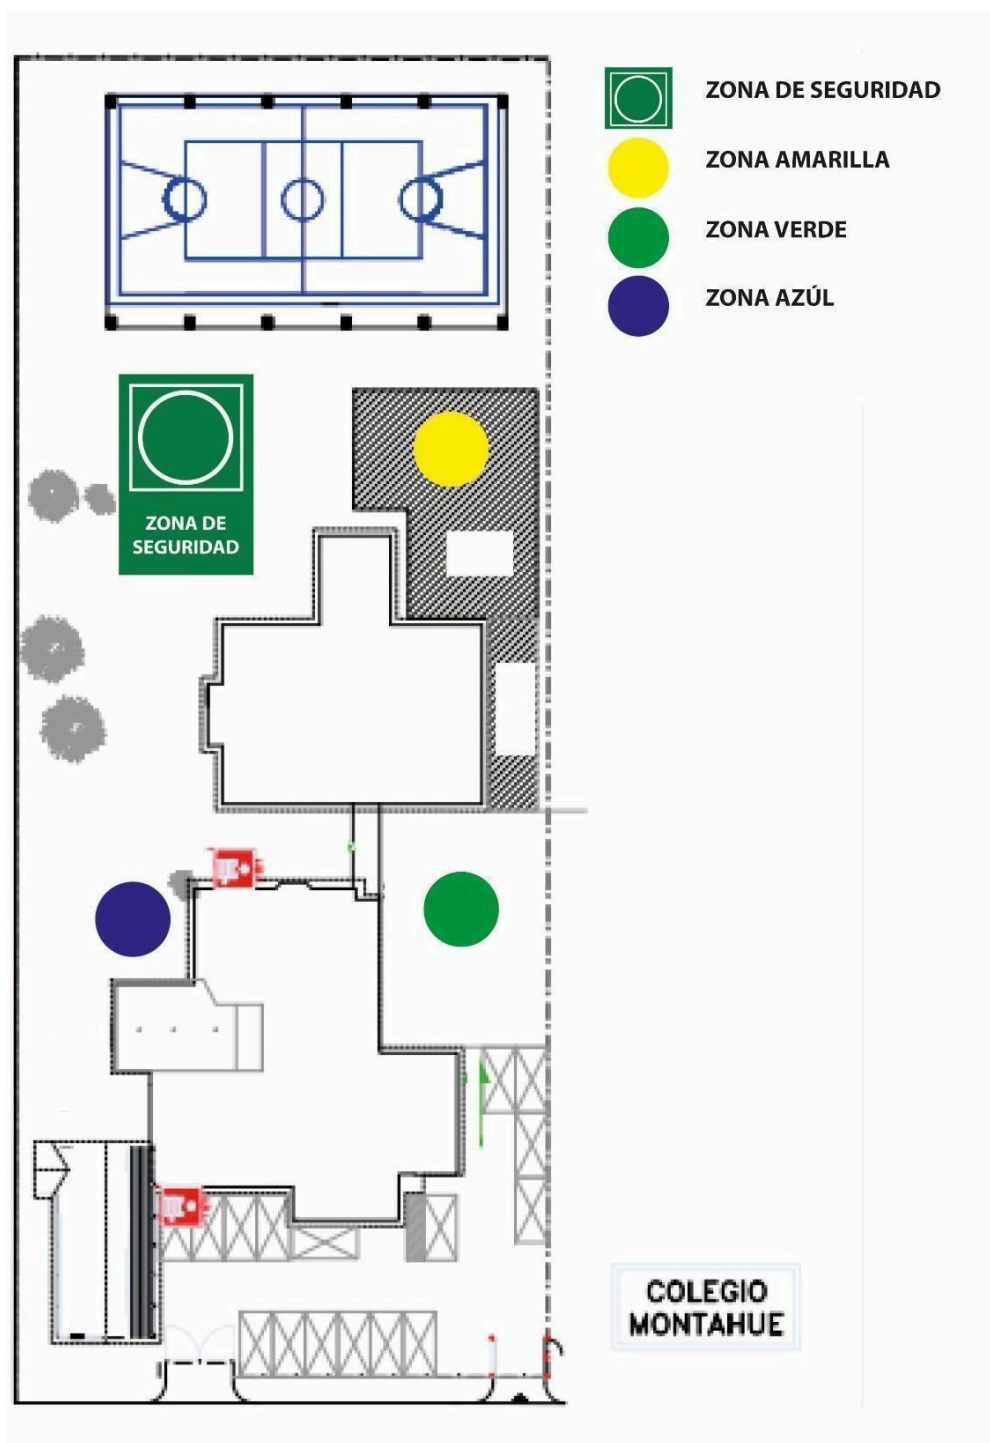 ZONA DE SEGURIDAD
ZONA AMARILLA
ZONA VERDE
ZONA AZÚL
ZONA DE
SEGURIDAD
COLEGIO
MONTAHUE